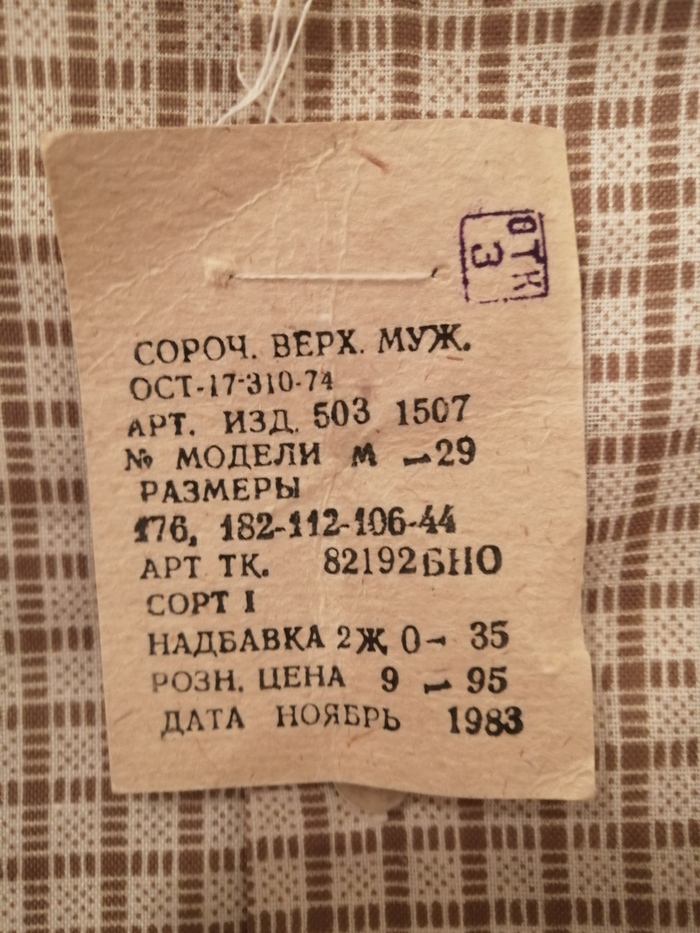 ОТК
3
СОРОЧ. ВЕРХ. МУЖ.
ОСТ-17-310-74
АРТ. ИЗД. 503 1507
№ МОДЕЛИ М -29
РАЗМЕРЫ
176, 182-112-106-44
АРТ ТК. 82192БНО
СОРТ I
НАДБАВКА 2Ж 0- 35
РОЗН. ЦЕНА 9 - 95
ДАТА НОЯБРЬ 1983